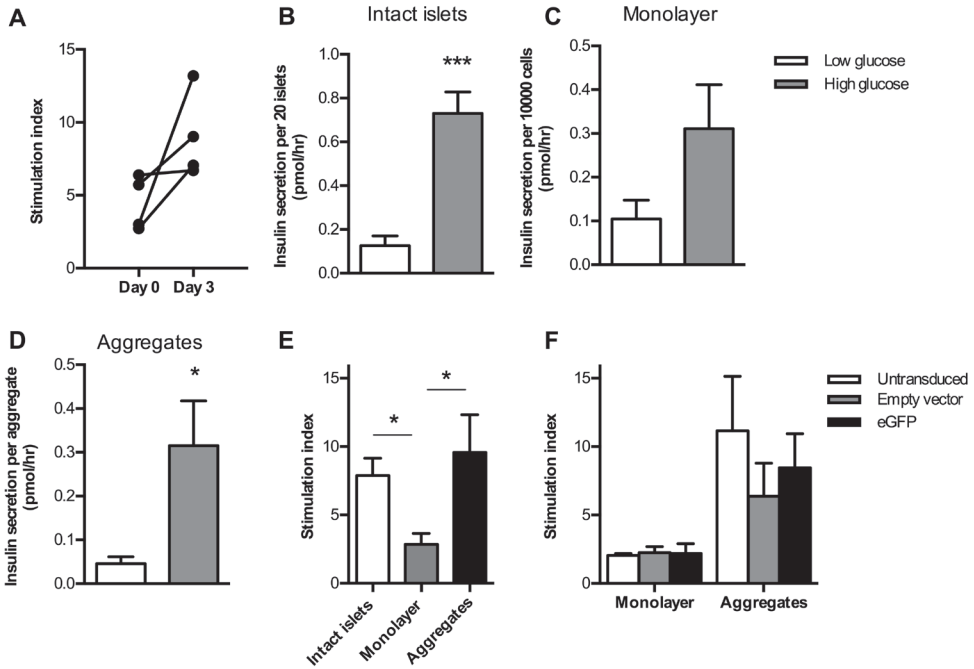 A
Stimulation index
15
10
5
0
Day 0 Day 3
B
Intact islets
Insulin secretion per 20 islets
(pmol/hr)
1.0
0.8
0.6
0.4
0.2
0.0
***
C
Monolayer
Insulin secretion per 10000 cells
(pmol/hr)
0.5
0.4
0.3
0.2
0.1
0.0
Low glucose
High glucose
D
Aggregates
Insulin secretion per aggregate
(pmol/hr)
0.5
0.4
0.3
0.2
0.1
0.0
*
E
Stimulation index
15
10
5
0
*
*
Intact islets
Monolayer
Aggregates
F
Stimulation index
15
10
5
0
Monolayer Aggregates
Untransduced
Empty vector
eGFP